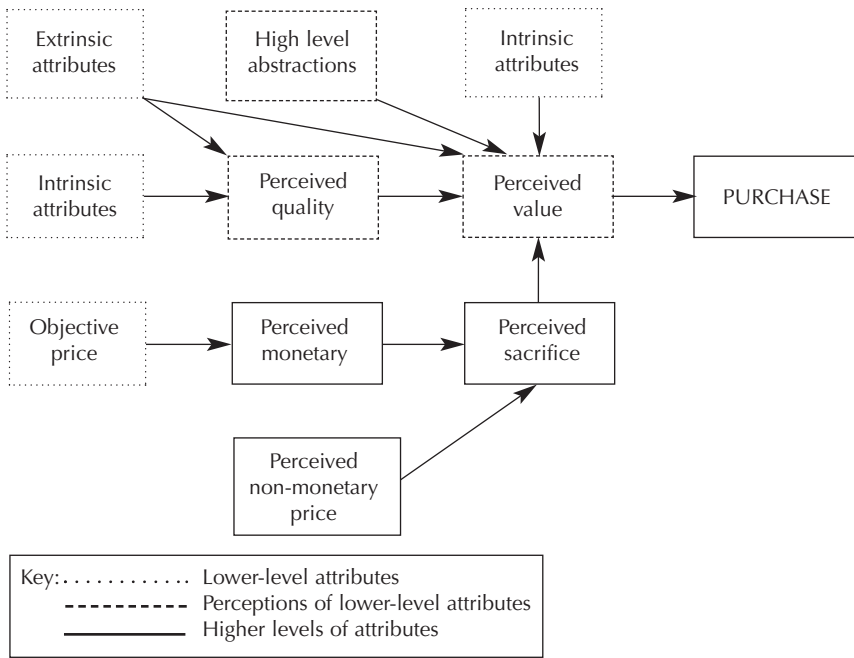 Extrinsic
attributes
High level
abstractions
Intrinsic
attributes
Intrinsic
attributes
Perceived
quality
Perceived
value
PURCHASE
Objective
price
Perceived
monetary
Perceived
sacrifice
Perceived
non-monetary
price
Key: . . . . . . . . . . . . Lower-level attributes
Perceptions of lower-level attributes
Higher levels of attributes